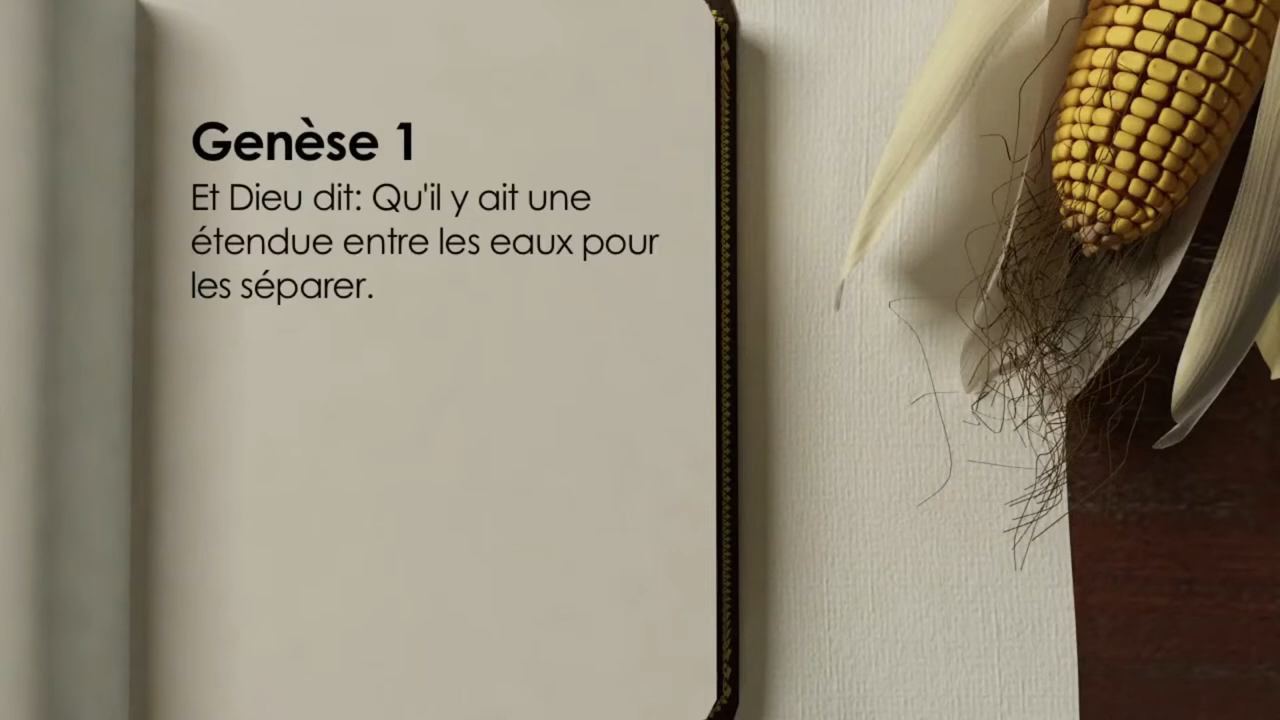 Genèse 1
Et Dieu dit: Qu'il y ait une
étendue entre les eaux pour
les séparer.